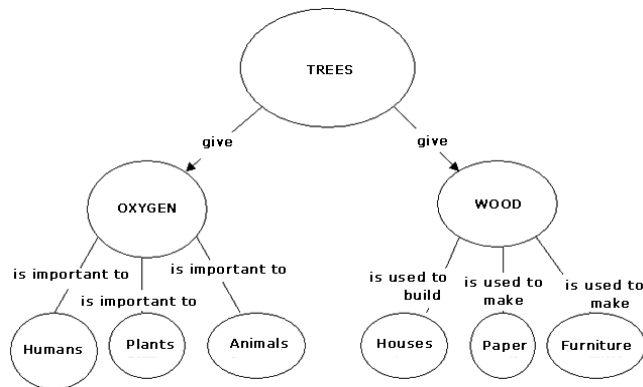 TREES
give
give
OXYGEN
WOOD
is important to
is important to
is important to
is used to
build
is used to
make
is used to
make
Humans
Plants
Animals
Houses
Paper
Furniture